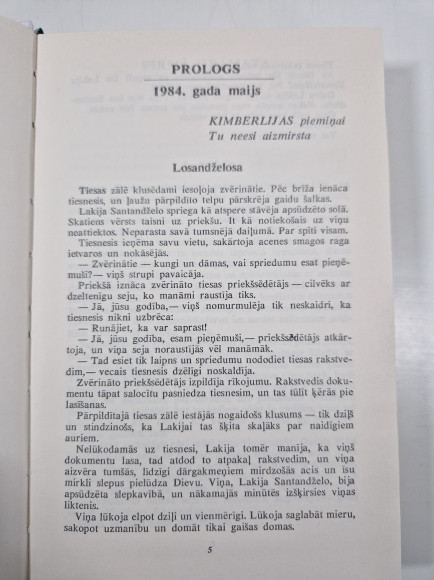 PROLOGS
1984. gada maijs
KIMBERLIJAS piemiņai
Tu neesi aizmirsta
Losandželosa
Tiesas zālē klusēdami iesoļoja zvērinātie. Pēc brīža ienāca
tiesnesis, un ļaužu pārpildīto telpu pārskrēja gaidu šalkas.
Lakija Santandželo spriega kā atspere stāvēja apsūdzēto solā.
Skatiens vērsts taisni uz priekšu. It kā notiekošais uz viņu
neattiektos. Neparasta savā tumsnējā daiļumā. Par spīti visam.
Tiesnesis ieņēma savu vietu, sakārtoja acenes smagos raga
ietvaros un nokāsējās.
— Zvērinātie — kungi un dāmas, vai spriedumu esat pieņē-
muši? — viņš strupi pavaicāja.
Priekšā iznāca zvērināto tiesas priekšsēdētājs — cilvēks ar
dzeltenīgu seju, ko manāmi raustīja tiks.
— Jā, jūsu godība, — viņš nomurmulēja tik neskaidri, ka
tiesnesis nikni uzbrēca:
— Runājiet, ka var saprast!
— Jā, jūsu godība, esam pieņēmuši, — priekšsēdētājs atkār-
toja, un viņa seja noraustījās vēl manāmāk.
— Tad esiet tik laipns un spriedumu nododiet tiesas rakstve-
dim, — vecais tiesnesis dzēlīgi noskaldīja.
Zvērināto priekšsēdētājs izpildīja rīkojumu. Rakstvedis doku-
mentu tāpat salocītu pasniedza tiesnesim, un tas tūlīt ķērās pie
lasīšanas.
Pārpildītajā tiesas zālē iestājās nogaidošs klusums — tik dziļš
un stindzinošs, ka Lakijai tas šķita skaļāks par naidīgiem
auriem.
Nelūkodamās uz tiesnesi, Lakija tomēr manīja, ka viņš
dokumentu lasa, tad atdod to atpakaļ rakstvedim, un viņa
aizvēra tumšās, līdzīgi dārgakmeņiem mirdzošās acis un īsu
mirkli slepus pielūdza Dievu. Viņa, Lakija Santandželo, bija
apsūdzēta slepkavībā, un nākamajās minūtēs izšķirsies viņas
liktenis.
Viņa lūkoja elpot dziļi un vienmērīgi. Lūkoja saglabāt mieru,
sakopot uzmanību un domāt tikai gaišas domas.
5